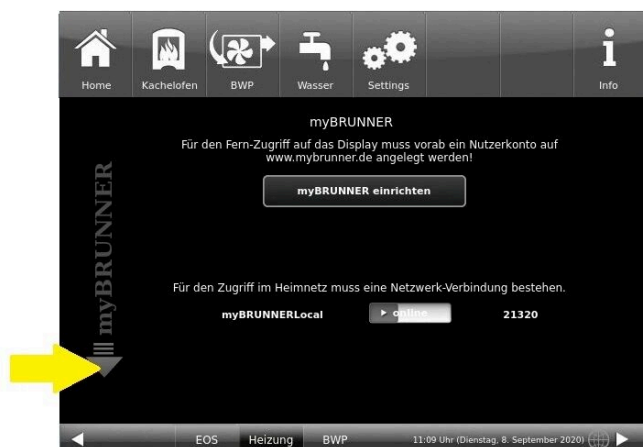 Home
Kachelofen
BWP
Wasser
Settings
Info
myBRUNNER
Für den Fern-Zugriff auf das Display muss vorab ein Nutzerkonto auf
www.mybrunner.de angelegt werden!
myBRUNNER einrichten
myBRUNNER
Für den Zugriff im Heimnetz muss eine Netzwerk-Verbindung bestehen.
myBRUNNERLocal online 21320
EOS Heizung BWP 11:09 Uhr (Dienstag, 8. September 2020)